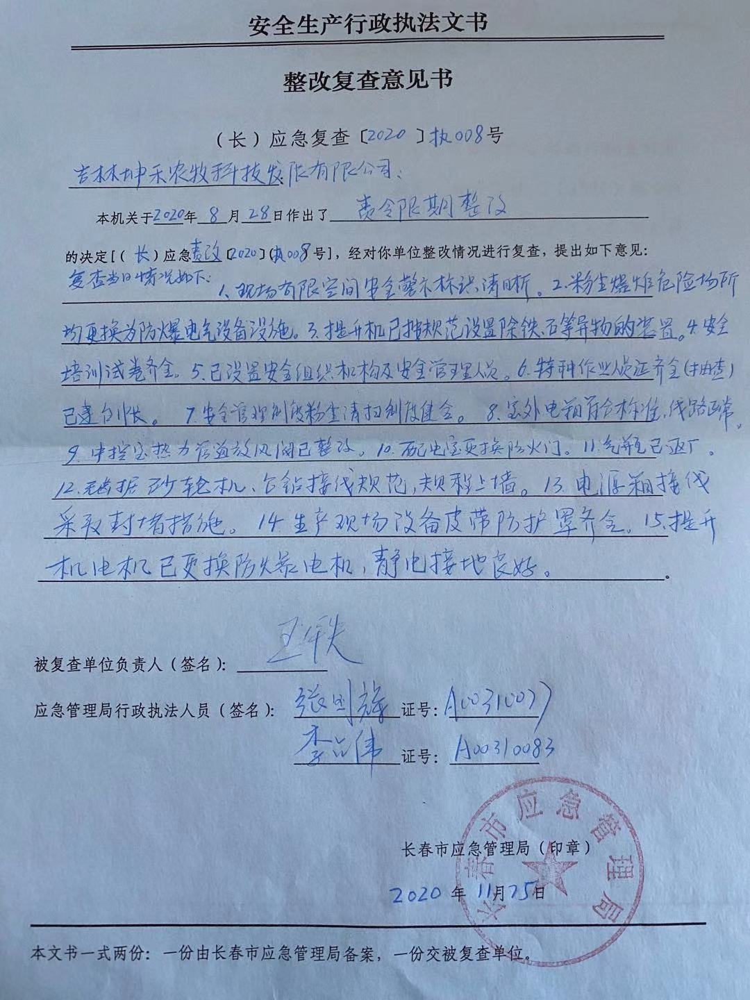 安全生产行政执法文书
整改复查意见书
（长）应急复查〔2020〕执008号
吉林坤禾农牧科技发展有限公司：
本机关于2020年8月28日作出了责令限期整改
的决定[（长）应急责改〔2020〕(执008号]，经对你单位整改情况进行复查，提出如下意见：
复查当日情况如下：1、现场有限空间安全警示标识清晰。2.粉尘爆炸危险场所
均更换为防爆电气设备设施。3.提升机已按规范设置除铁、石等异物的装置。4.安全
培训试卷齐全。5.已设置安全组织机构及安全管理人员。6.特种作业人员证齐全(抽查)
已建台账。7.安全管理制度粉尘清扫制度健全。8.室外电箱符合标准,线路正常。
9.中控室热力管道放风阀已整改。10.配电室更换防火门。11.气瓶已返厂。
12.砂轮机、台钻接线规范,规程上墙。13.电源箱接线
采取封堵措施。14.生产现场设备皮带防护罩齐全。15.提升
机电机已更换防爆电机,静电接地良好。
被复查单位负责人（签名）：
应急管理局行政执法人员（签名）：张国辉 证号：A00310077
李品伟 证号：A00310083
长春市应急管理局
长春市应急管理局（印章）
2020年11月25日
本文书一式两份：一份由长春市应急管理局备案，一份交被复查单位。